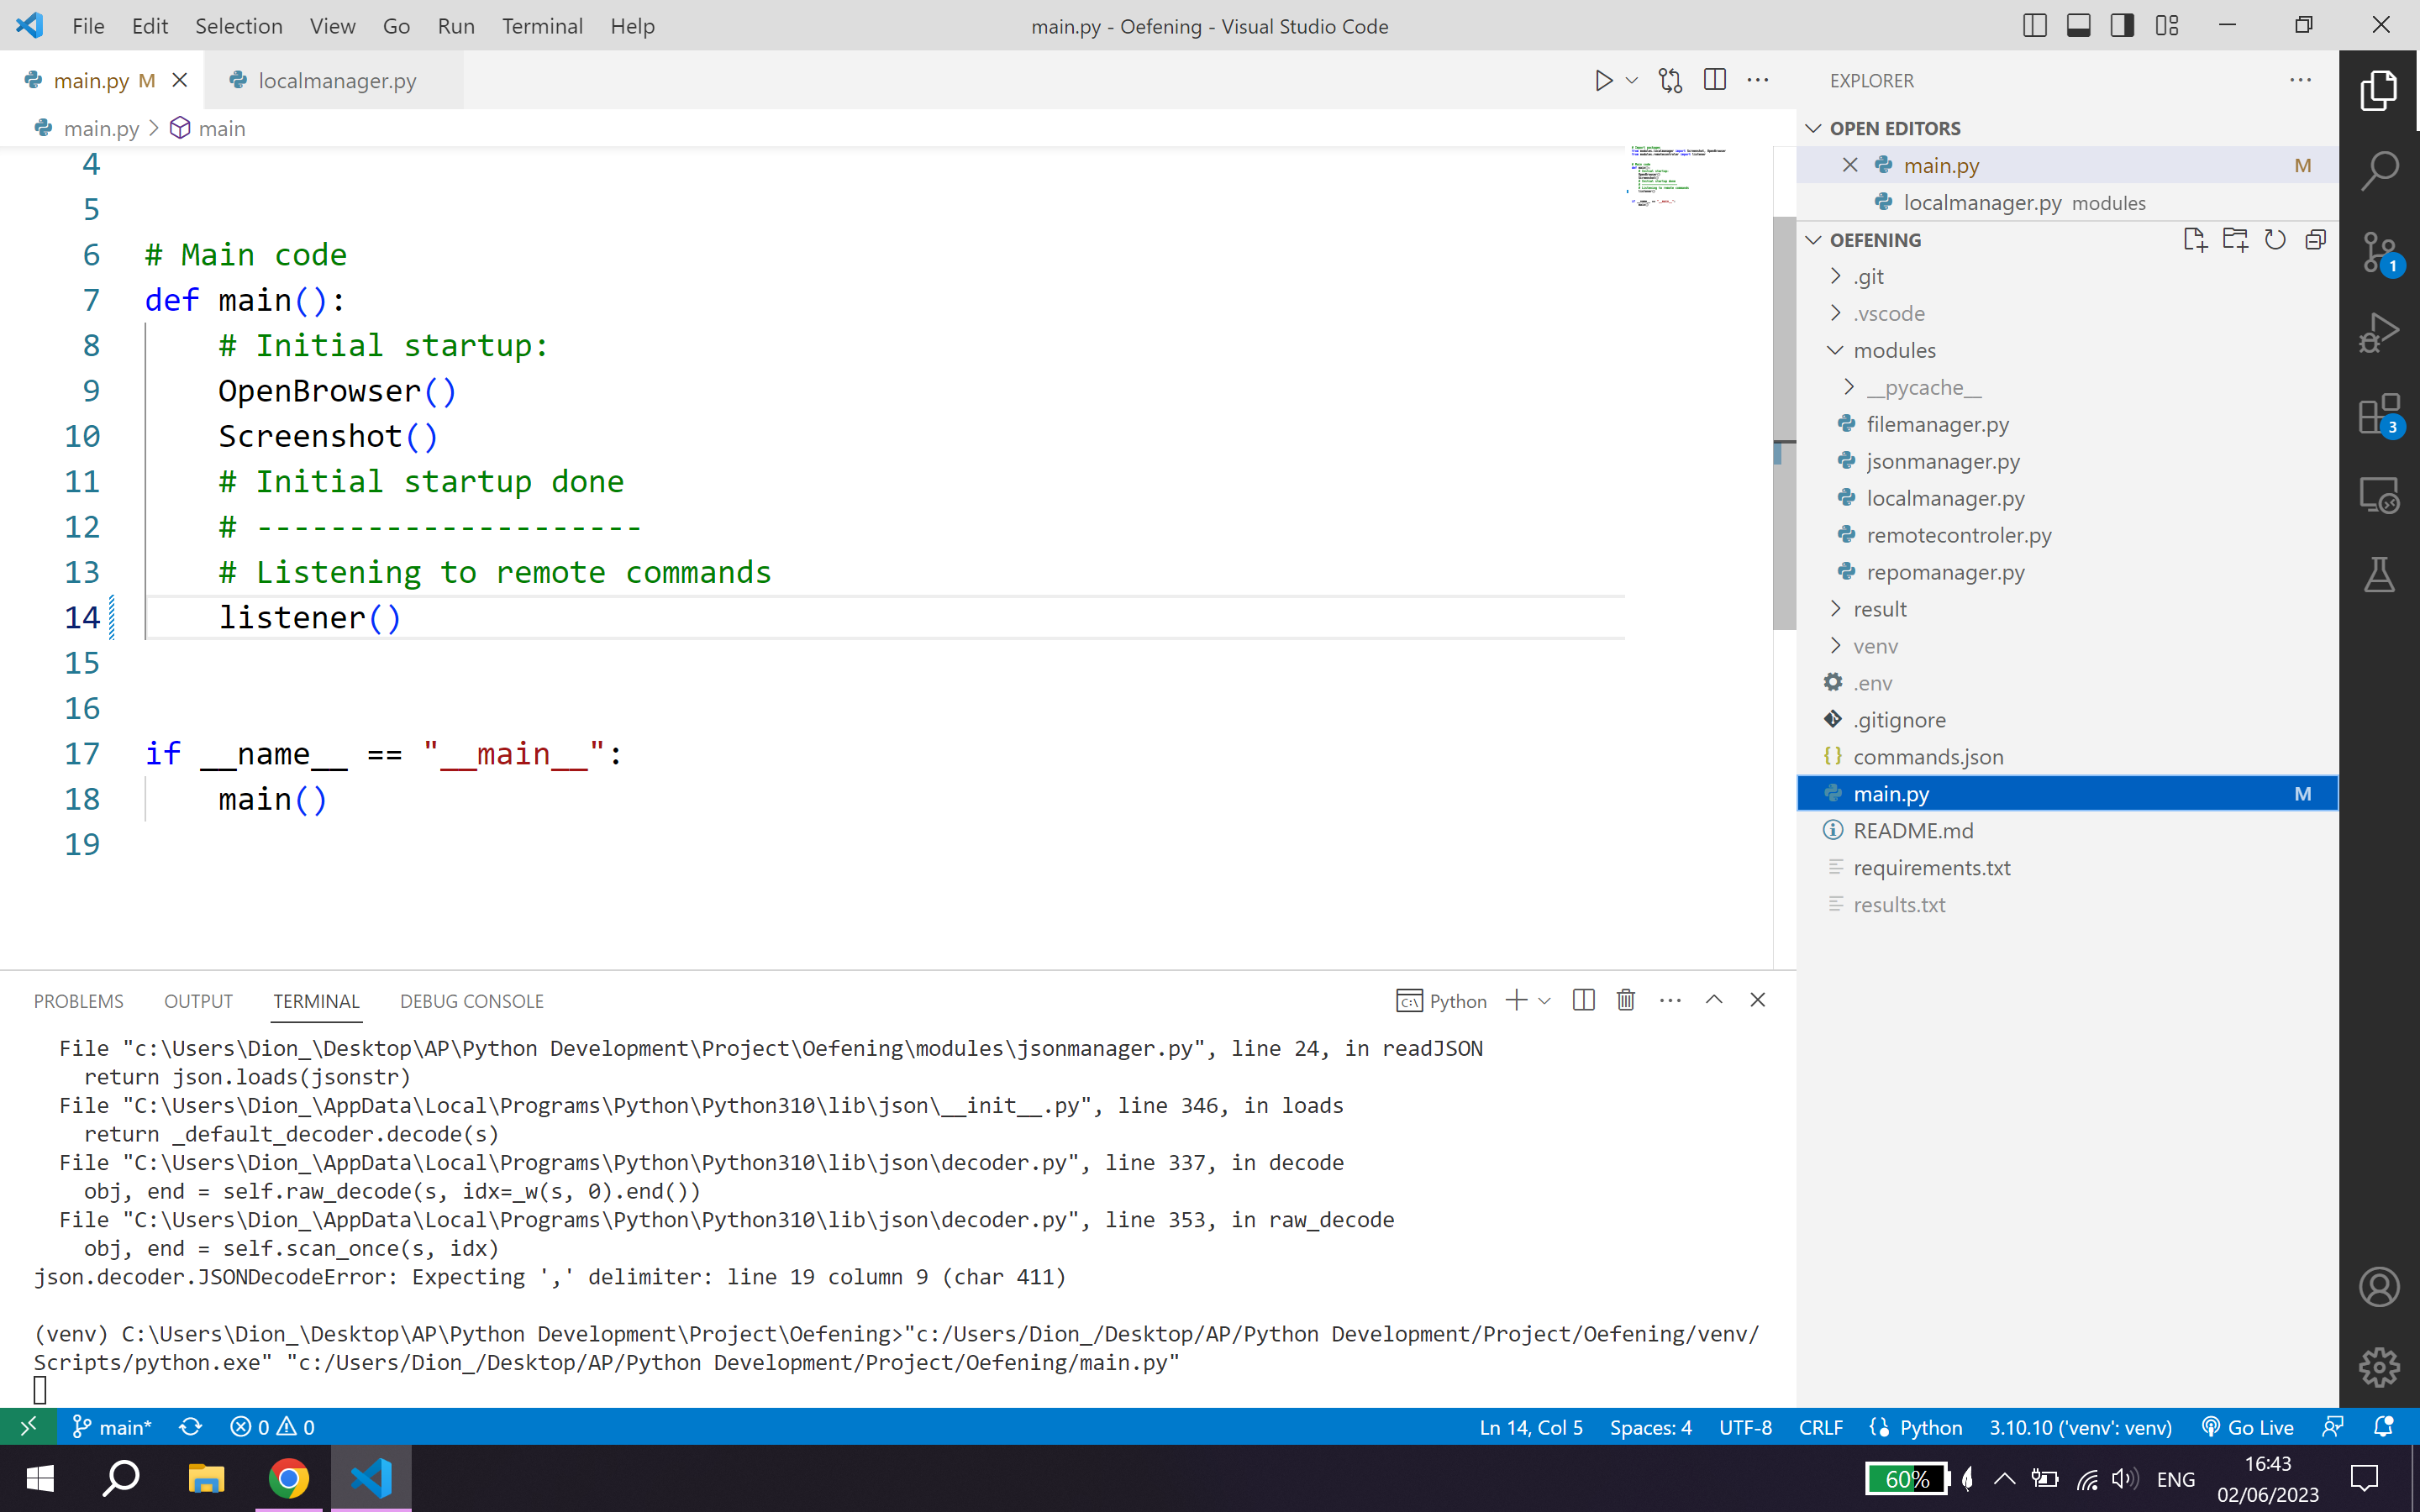 File Edit Selection View Go Run Terminal Help
main.py - Oefening - Visual Studio Code
main.py M
localmanager.py
main.py > main
4
5
6 # Main code
7 def main():
8 # Initial startup:
9 OpenBrowser()
10 Screenshot()
11 # Initial startup done
12 # ---------------------
13 # Listening to remote commands
14 listener()
15
16
17 if __name__ == "__main__":
18 main()
19
EXPLORER
OPEN EDITORS
main.py M
localmanager.py modules
OEFENING
.git
.vscode
modules
__pycache__
filemanager.py
jsonmanager.py
localmanager.py
remotecontroler.py
repomanager.py
result
venv
.env
.gitignore
commands.json
main.py M
README.md
requirements.txt
results.txt
1
3
PROBLEMS OUTPUT TERMINAL DEBUG CONSOLE
Python
File "c:\Users\Dion_\Desktop\AP\Python Development\Project\Oefening\modules\jsonmanager.py", line 24, in readJSON
return json.loads(jsonstr)
File "C:\Users\Dion_\AppData\Local\Programs\Python\Python310\lib\json\__init__.py", line 346, in loads
return _default_decoder.decode(s)
File "C:\Users\Dion_\AppData\Local\Programs\Python\Python310\lib\json\decoder.py", line 337, in decode
obj, end = self.raw_decode(s, idx=_w(s, 0).end())
File "C:\Users\Dion_\AppData\Local\Programs\Python\Python310\lib\json\decoder.py", line 353, in raw_decode
obj, end = self.scan_once(s, idx)
json.decoder.JSONDecodeError: Expecting ',' delimiter: line 19 column 9 (char 411)
(venv) C:\Users\Dion_\Desktop\AP\Python Development\Project\Oefening>"c:/Users/Dion_/Desktop/AP/Python Development/Project/Oefening/venv/
Scripts/python.exe" "c:/Users/Dion_/Desktop/AP/Python Development/Project/Oefening/main.py"
main* 0 0
Ln 14, Col 5 Spaces: 4 UTF-8 CRLF Python 3.10.10 ('venv': venv) Go Live
60%
ENG
16:43
02/06/2023